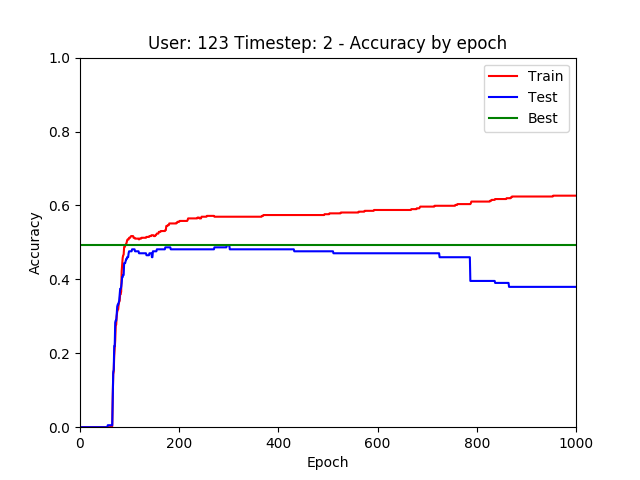 User: 123 Timestep: 2 - Accuracy by epoch
1.0
0.8
0.6
0.4
0.2
0.0
Accuracy
Train
Test
Best
0 200 400 600 800 1000
Epoch